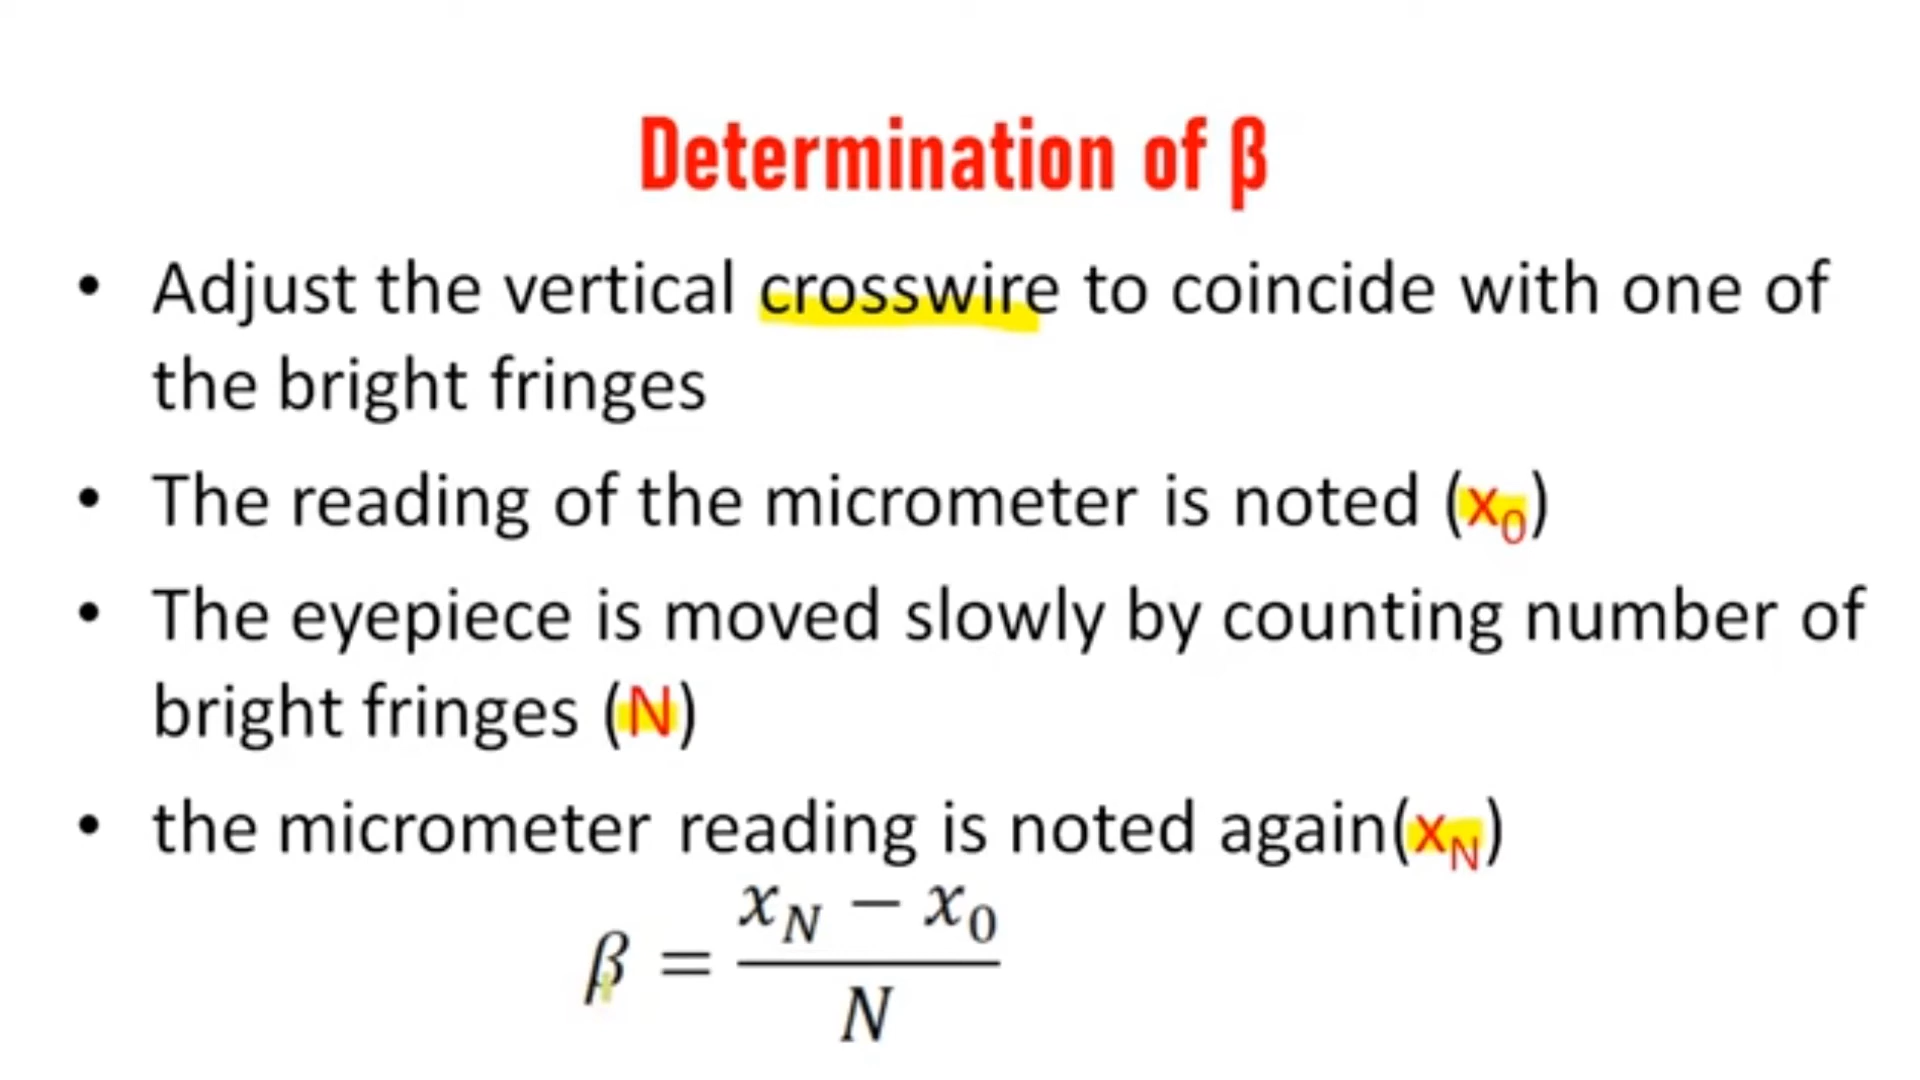 Determination of β
• Adjust the vertical crosswire to coincide with one of
the bright fringes
• The reading of the micrometer is noted (x₀)
• The eyepiece is moved slowly by counting number of
bright fringes (N)
• the micrometer reading is noted again(x_N)
β = (x_N − x₀) / N